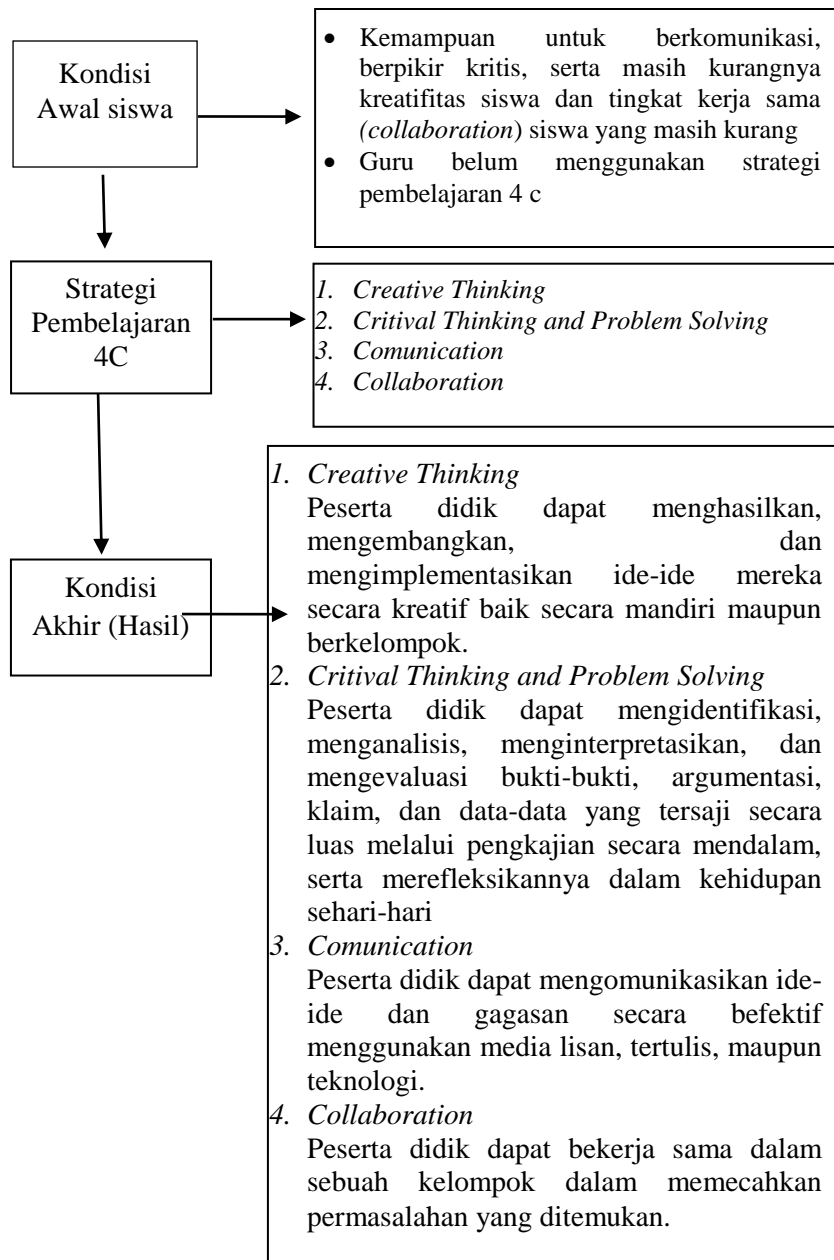 Kondisi
Awal siswa
• Kemampuan untuk berkomunikasi,
berpikir kritis, serta masih kurangnya
kreatifitas siswa dan tingkat kerja sama
(collaboration) siswa yang masih kurang
• Guru belum menggunakan strategi
pembelajaran 4 c
Strategi
Pembelajaran
4C
1. Creative Thinking
2. Critival Thinking and Problem Solving
3. Comunication
4. Collaboration
Kondisi
Akhir (Hasil)
1. Creative Thinking
Peserta didik dapat menghasilkan,
mengembangkan, dan
mengimplementasikan ide-ide mereka
secara kreatif baik secara mandiri maupun
berkelompok.
2. Critival Thinking and Problem Solving
Peserta didik dapat mengidentifikasi,
menganalisis, menginterpretasikan, dan
mengevaluasi bukti-bukti, argumentasi,
klaim, dan data-data yang tersaji secara
luas melalui pengkajian secara mendalam,
serta merefleksikannya dalam kehidupan
sehari-hari
3. Comunication
Peserta didik dapat mengomunikasikan ide-
ide dan gagasan secara befektif
menggunakan media lisan, tertulis, maupun
teknologi.
4. Collaboration
Peserta didik dapat bekerja sama dalam
sebuah kelompok dalam memecahkan
permasalahan yang ditemukan.